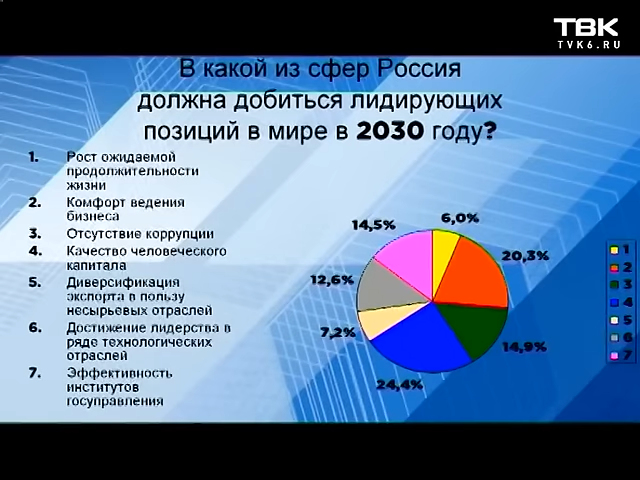 ТВК
TVK6.RU
В какой из сфер Россия
должна добиться лидирующих
позиций в мире в 2030 году?
1. Рост ожидаемой
продолжительности
жизни
2. Комфорт ведения
бизнеса
3. Отсутствие коррупции
4. Качество человеческого
капитала
5. Диверсификация
экспорта в пользу
несырьевых отраслей
6. Достижение лидерства в
ряде технологических
отраслей
7. Эффективность
институтов
госуправления
14,5%
6,0%
20,3%
12,6%
7,2%
14,9%
24,4%
1
2
3
4
5
6
7